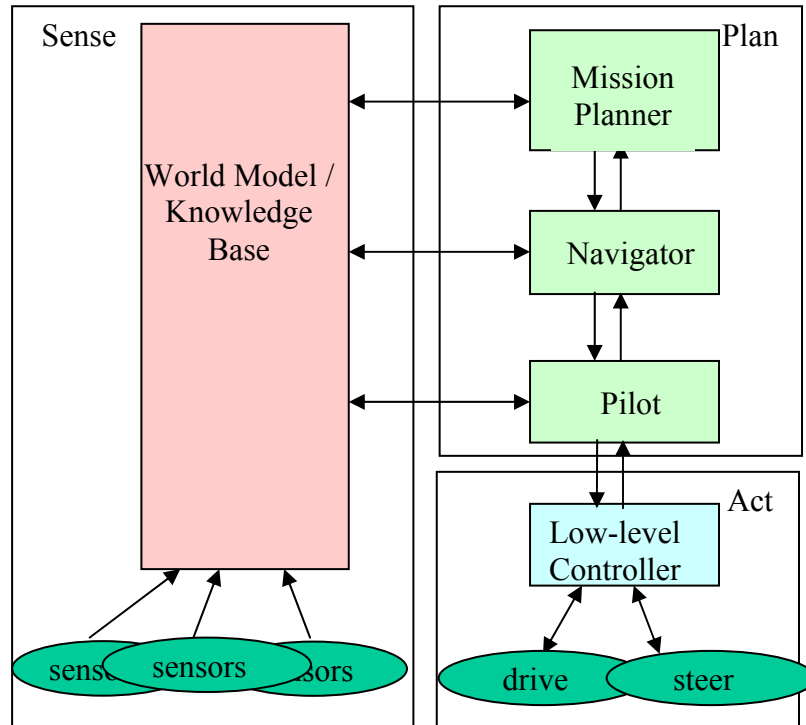 Sense
World Model /
Knowledge
Base
sensors
Plan
Mission
Planner
Navigator
Pilot
Act
Low-level
Controller
drive
steer